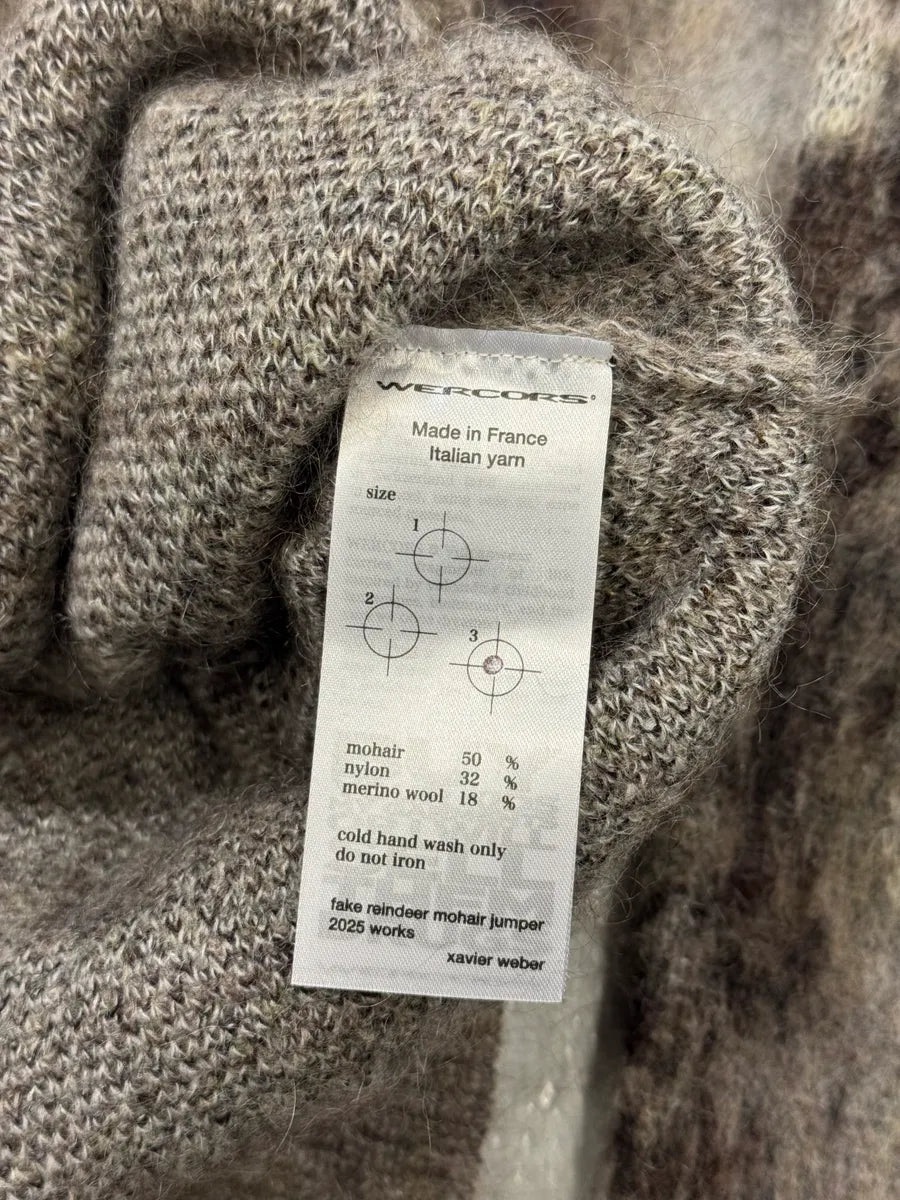 WERCORS®
Made in France
Italian yarn
size
1
2
3
mohair 50 %
nylon 32 %
merino wool 18 %
cold hand wash only
do not iron
fake reindeer mohair jumper
2025 works
xavier weber